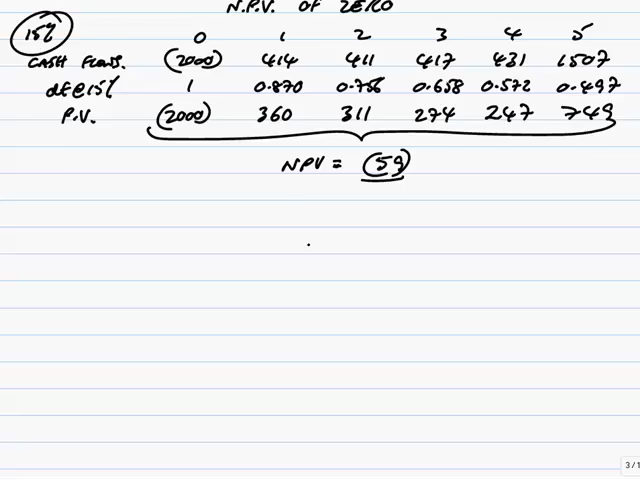 N.P.V. OF ZERO
15%
0 1 2 3 4 5
CASH FLOWS. (2000) 414 411 417 431 1507
df@15% 1 0.870 0.756 0.658 0.572 0.497
P.V. (2000) 360 311 274 247 749
NPV = (59)
3/1